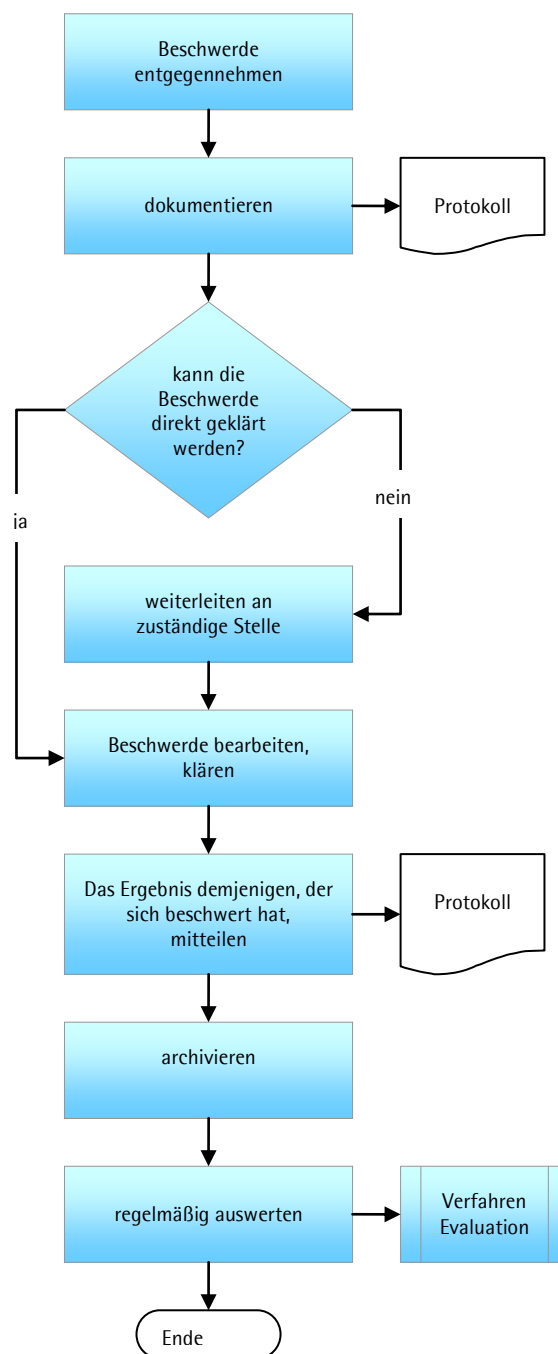 Beschwerde
entgegennehmen
dokumentieren
Protokoll
kann die
Beschwerde
direkt geklärt
werden?
ja
nein
weiterleiten an
zuständige Stelle
Beschwerde bearbeiten,
klären
Das Ergebnis demjenigen, der
sich beschwert hat,
mitteilen
Protokoll
archivieren
regelmäßig auswerten
Verfahren
Evaluation
Ende